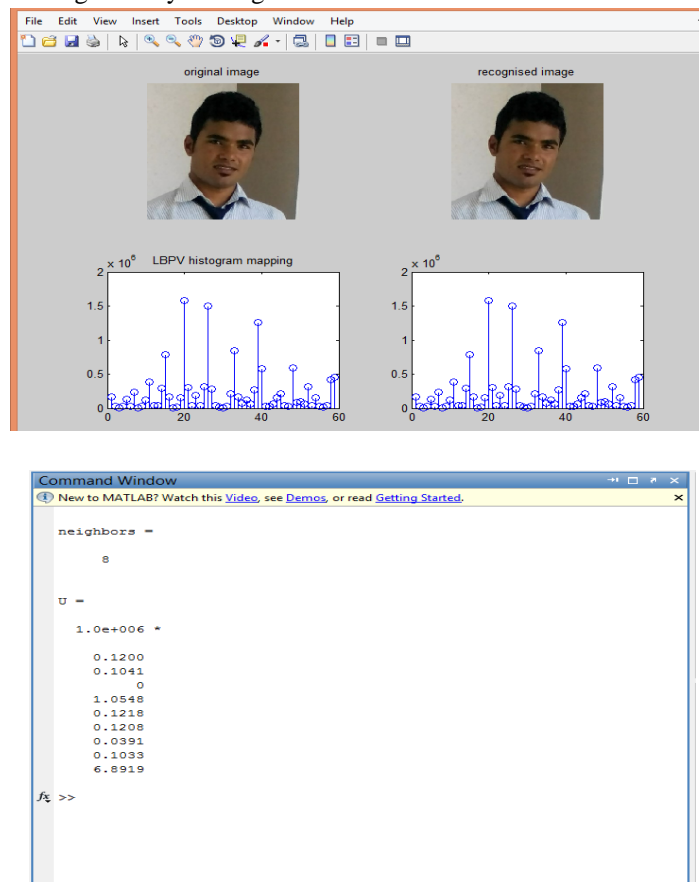 File Edit View Insert Tools Desktop Window Help
original image recognised image
x 10^6 LBPV histogram mapping x 10^6
2 2
1.5 1.5
1 1
0.5 0.5
0 0
0 20 40 60 0 20 40 60
Command Window
New to MATLAB? Watch this Video, see Demos, or read Getting Started.
neighbors =
8
U =
1.0e+006 *
0.1200
0.1041
0
1.0548
0.1218
0.1208
0.0391
0.1033
6.8919
fx >>